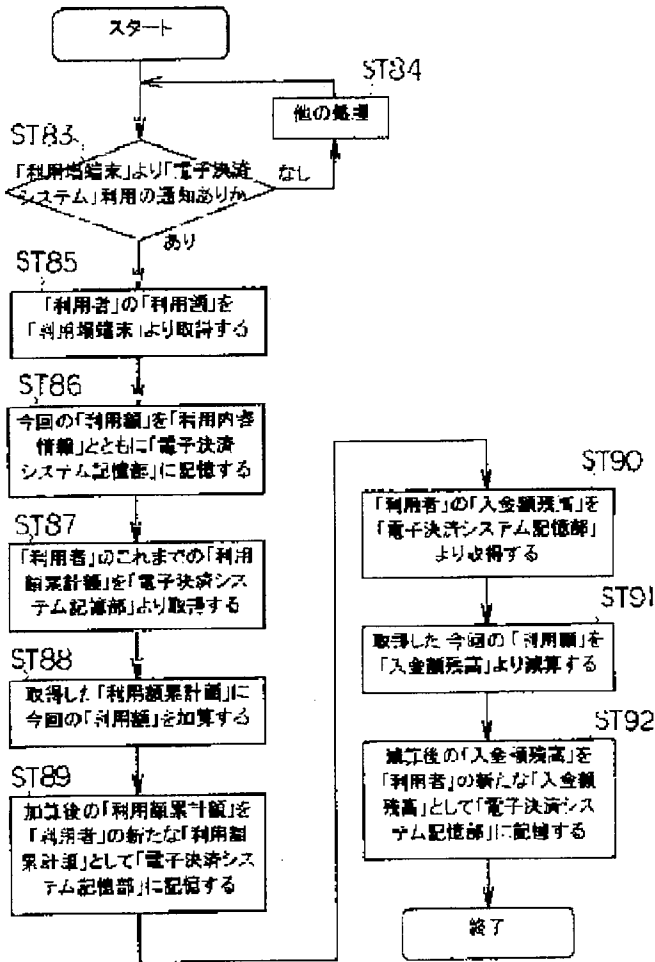 スタート
ST84
他の処理
ST83
「利用場端末」より「電子決済
システム」利用の通知ありか
なし
あり
ST85
「利用者」の「利用額」を
「利用場端末」より取得する
ST86
今回の「利用額」を「利用内容
情報」とともに「電子決済
システム記憶部」に記憶する
ST87
「利用者」のこれまでの「利用
額累計額」を「電子決済シス
テム記憶部」より取得する
ST88
取得した「利用額累計額」に
今回の「利用額」を加算する
ST89
加算後の「利用額累計額」を
「利用者」の新たな「利用額
累計額」として「電子決済シス
テム記憶部」に記憶する
ST90
「利用者」の「入金額残高」を
「電子決済システム記憶部」
より取得する
ST91
取得した今回の「利用額」を
「入金額残高」より減算する
ST92
減算後の「入金額残高」を
「利用者」の新たな「入金額
残高」として「電子決済シス
テム記憶部」に記憶する
終了